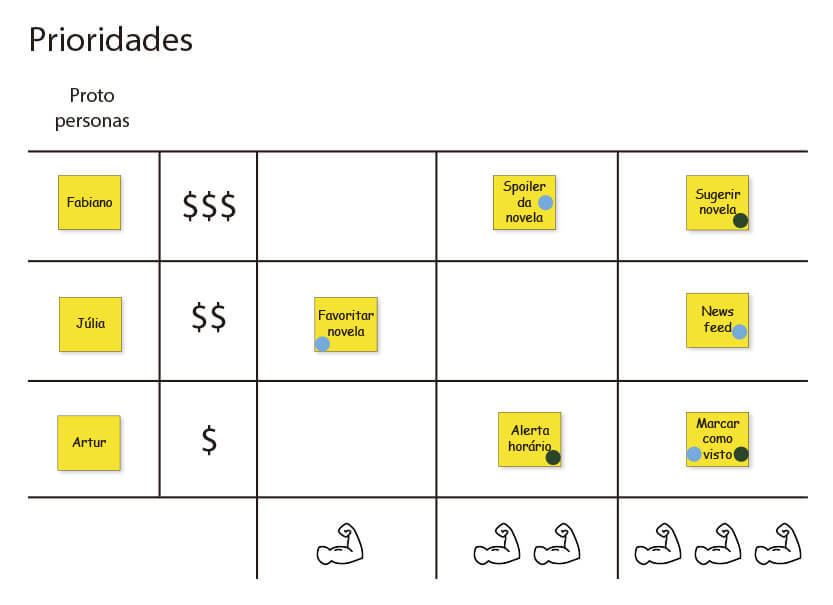 Prioridades
Proto
personas
Fabiano
$$$
Spoiler
da
novela
Sugerir
novela
Júlia
$$
Favoritar
novela
News
feed
Artur
$
Alerta
horário
Marcar
como
visto